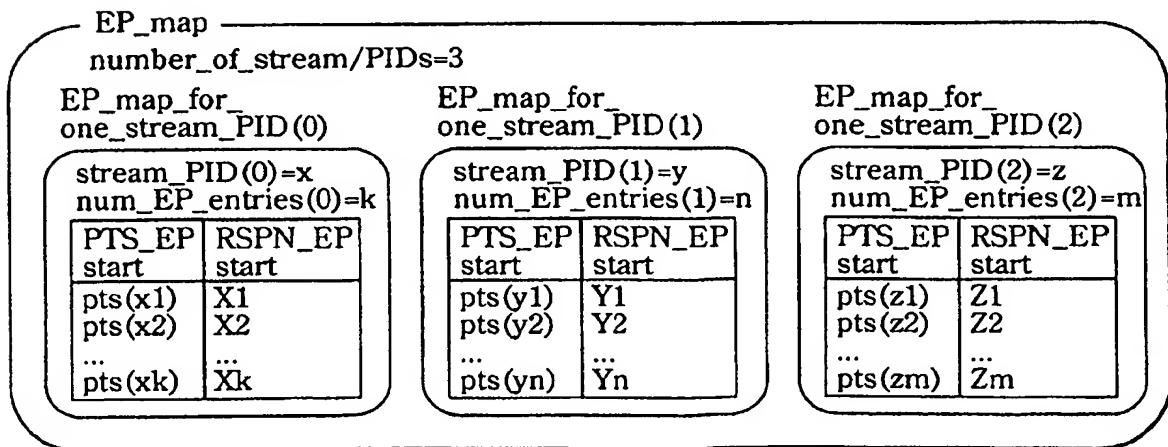 EP_map
number_of_stream/PIDs=3
EP_map_for_
one_stream_PID(0)
stream_PID(0)=x
num_EP_entries(0)=k
PTS_EP RSPN_EP
start start
pts(x1) X1
pts(x2) X2
... ...
pts(xk) Xk
EP_map_for_
one_stream_PID(1)
stream_PID(1)=y
num_EP_entries(1)=n
PTS_EP RSPN_EP
start start
pts(y1) Y1
pts(y2) Y2
... ...
pts(yn) Yn
EP_map_for_
one_stream_PID(2)
stream_PID(2)=z
num_EP_entries(2)=m
PTS_EP RSPN_EP
start start
pts(z1) Z1
pts(z2) Z2
... ...
pts(zm) Zm